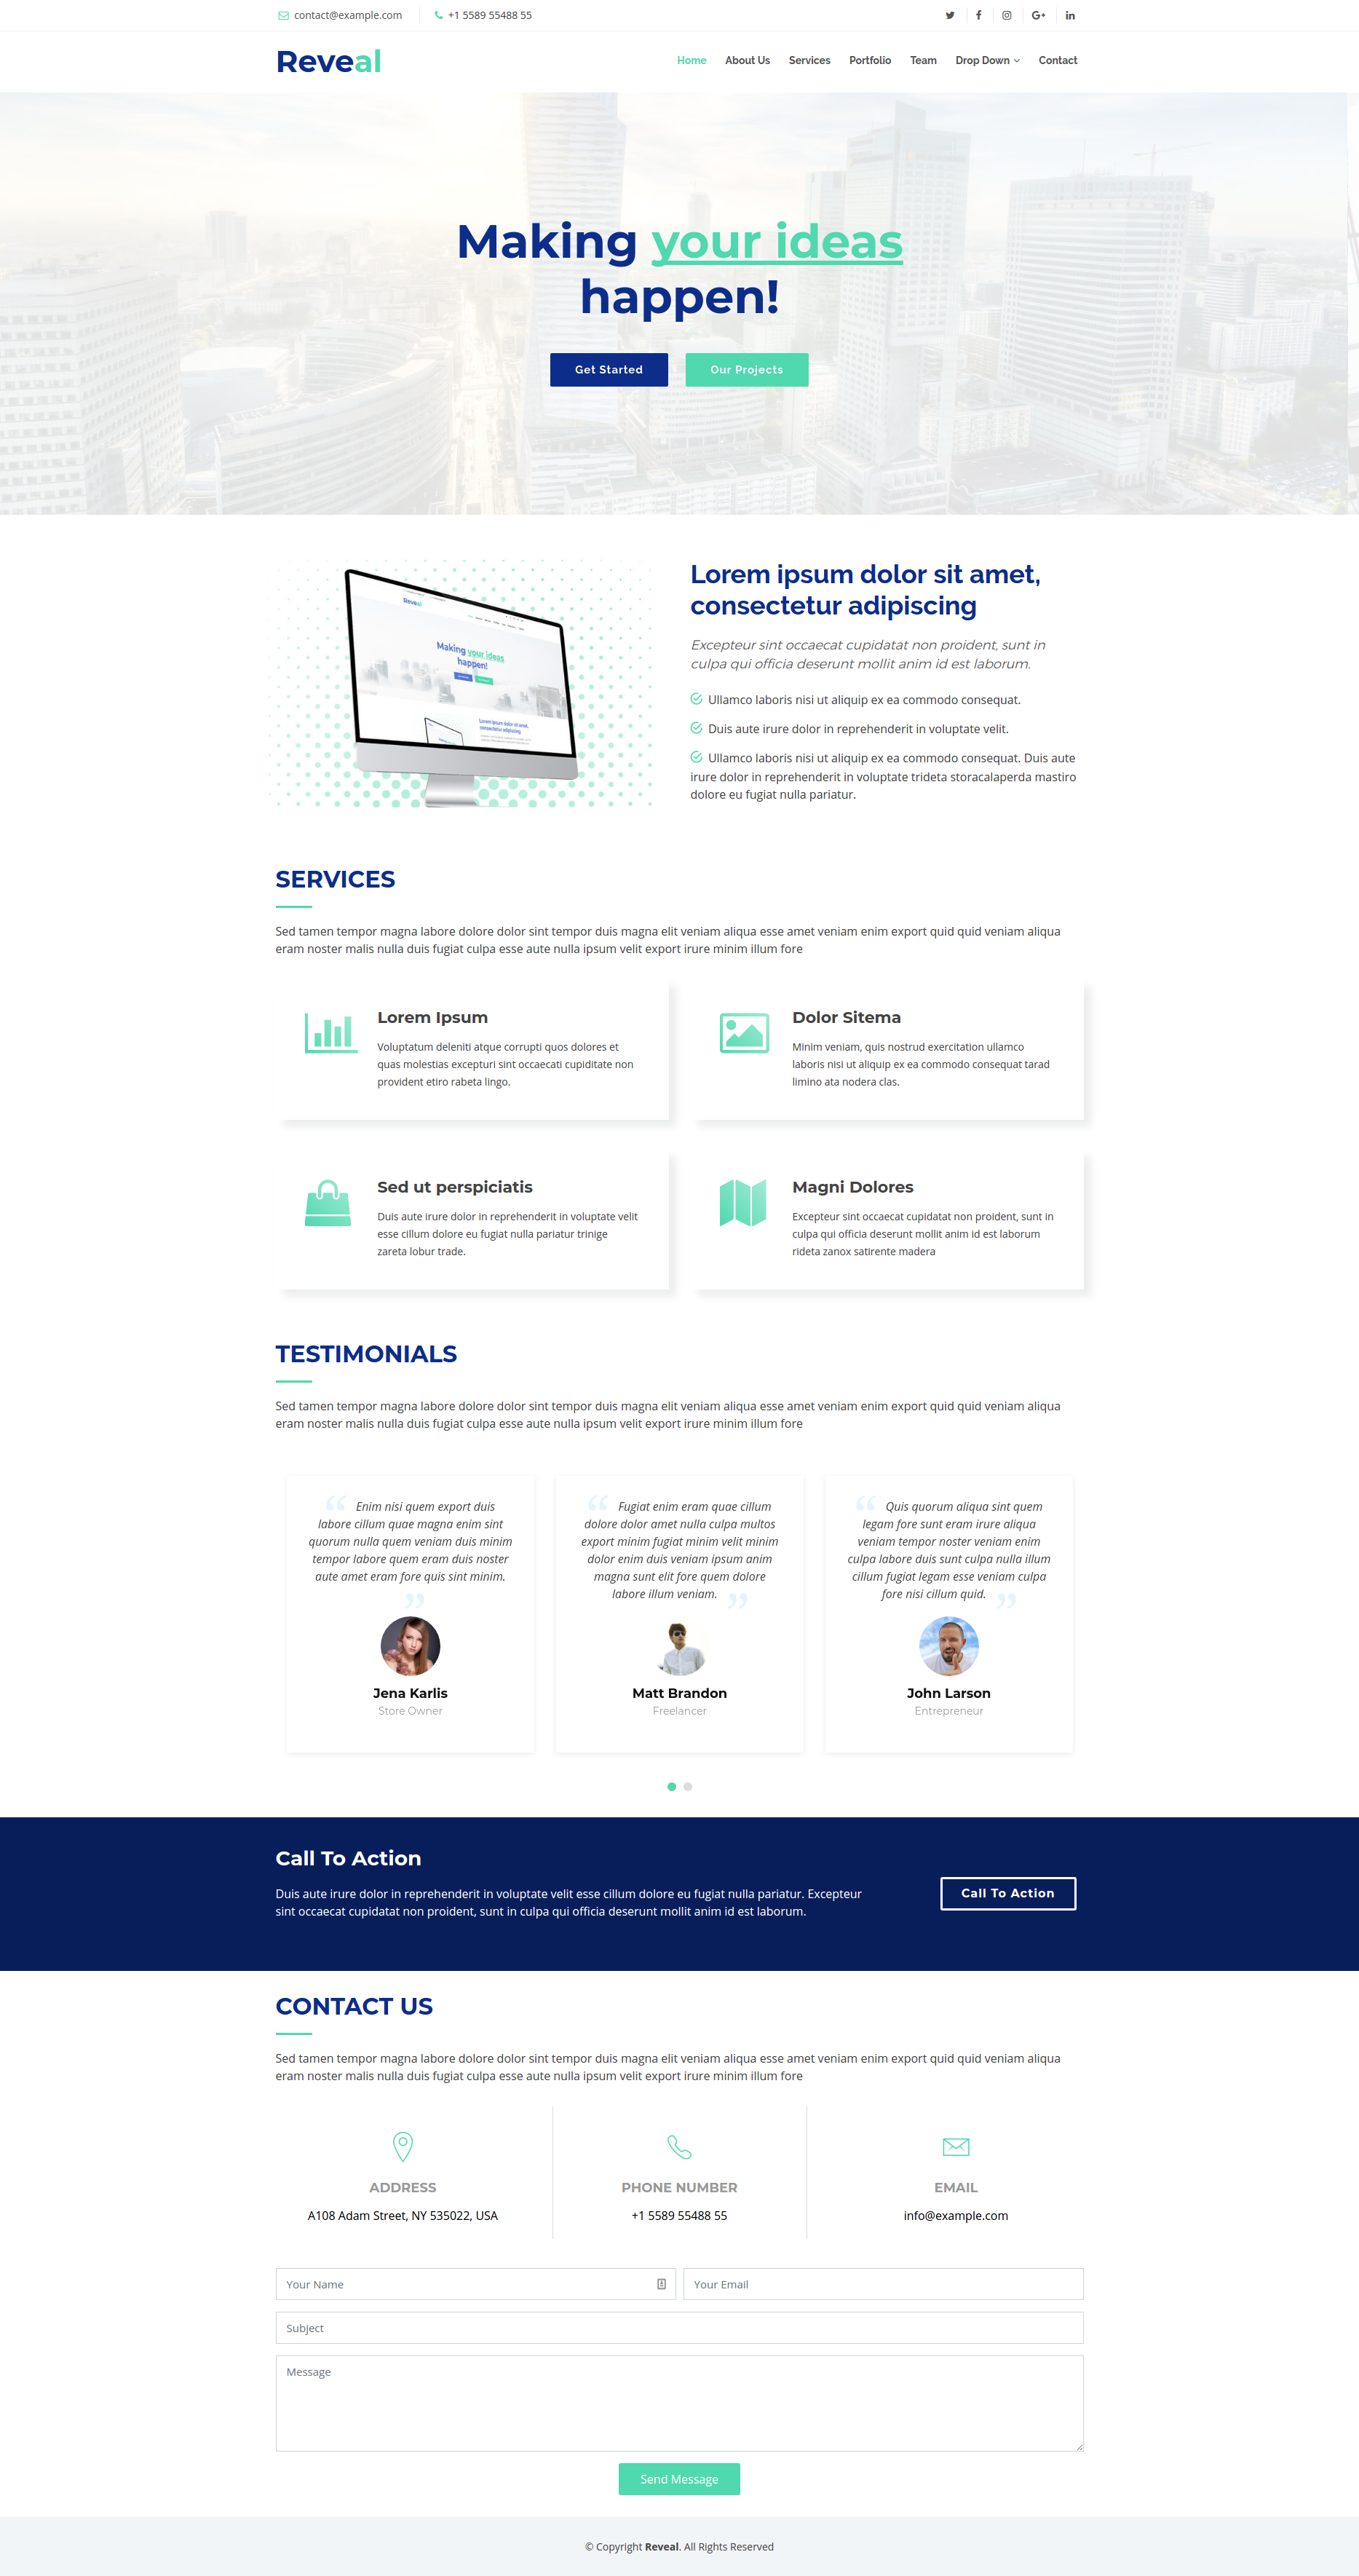 contact@example.com +1 5589 55488 55
Reveal Home About Us Services Portfolio Team Drop Down Contact
Making your ideas
happen!
Get Started Our Projects
Reveal
Making your ideas
happen!
Lorem ipsum dolor sit amet,
consectetur adipiscing
Lorem ipsum dolor sit amet,
consectetur adipiscing
Excepteur sint occaecat cupidatat non proident, sunt in
culpa qui officia deserunt mollit anim id est laborum.
Ullamco laboris nisi ut aliquip ex ea commodo consequat.
Duis aute irure dolor in reprehenderit in voluptate velit.
Ullamco laboris nisi ut aliquip ex ea commodo consequat. Duis aute
irure dolor in reprehenderit in voluptate trideta storacalaperda mastiro
dolore eu fugiat nulla pariatur.
SERVICES
Sed tamen tempor magna labore dolore dolor sint tempor duis magna elit veniam aliqua esse amet veniam enim export quid quid veniam aliqua
eram noster malis nulla duis fugiat culpa esse aute nulla ipsum velit export irure minim illum fore
Lorem Ipsum
Voluptatum deleniti atque corrupti quos dolores et
quas molestias excepturi sint occaecati cupiditate non
provident etiro rabeta lingo.
Dolor Sitema
Minim veniam, quis nostrud exercitation ullamco
laboris nisi ut aliquip ex ea commodo consequat tarad
limino ata nodera clas.
Sed ut perspiciatis
Duis aute irure dolor in reprehenderit in voluptate velit
esse cillum dolore eu fugiat nulla pariatur trinige
zareta lobur trade.
Magni Dolores
Excepteur sint occaecat cupidatat non proident, sunt in
culpa qui officia deserunt mollit anim id est laborum
rideta zanox satirente madera
TESTIMONIALS
Sed tamen tempor magna labore dolore dolor sint tempor duis magna elit veniam aliqua esse amet veniam enim export quid quid veniam aliqua
eram noster malis nulla duis fugiat culpa esse aute nulla ipsum velit export irure minim illum fore
“ Enim nisi quem export duis
labore cillum quae magna enim sint
quorum nulla quem veniam duis minim
tempor labore quem eram duis noster
aute amet eram fore quis sint minim.
”
Jena Karlis
Store Owner
“ Fugiat enim eram quae cillum
dolore dolor amet nulla culpa multos
export minim fugiat minim velit minim
dolor enim duis veniam ipsum anim
magna sunt elit fore quem dolore
labore illum veniam. ”
Matt Brandon
Freelancer
“ Quis quorum aliqua sint quem
legam fore sunt eram irure aliqua
veniam tempor noster veniam enim
culpa labore duis sunt culpa nulla illum
cillum fugiat legam esse veniam culpa
fore nisi cillum quid. ”
John Larson
Entrepreneur
Call To Action
Duis aute irure dolor in reprehenderit in voluptate velit esse cillum dolore eu fugiat nulla pariatur. Excepteur
sint occaecat cupidatat non proident, sunt in culpa qui officia deserunt mollit anim id est laborum.
Call To Action
CONTACT US
Sed tamen tempor magna labore dolore dolor sint tempor duis magna elit veniam aliqua esse amet veniam enim export quid quid veniam aliqua
eram noster malis nulla duis fugiat culpa esse aute nulla ipsum velit export irure minim illum fore
ADDRESS
A108 Adam Street, NY 535022, USA
PHONE NUMBER
+1 5589 55488 55
EMAIL
info@example.com
Your Name Your Email
Subject
Message
Send Message
© Copyright Reveal. All Rights Reserved